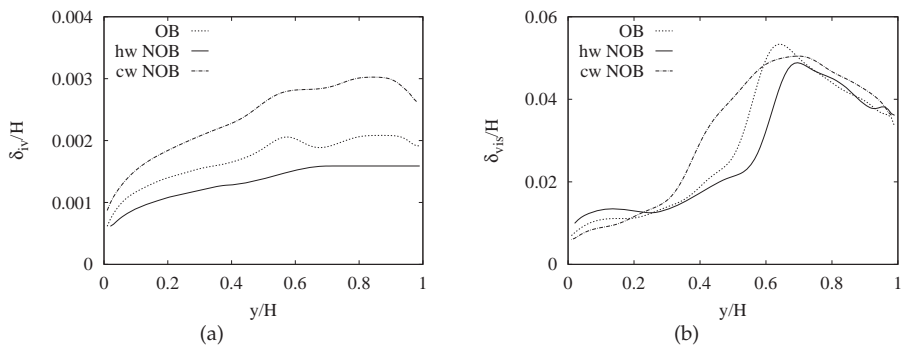 0.004
0.003
0.002
0.001
0
δiv/H
OB
hw NOB
cw NOB
0 0.2 0.4 0.6 0.8 1
y/H
(a)
0.06
0.04
0.02
0
δvis/H
OB
hw NOB
cw NOB
0 0.2 0.4 0.6 0.8 1
y/H
(b)